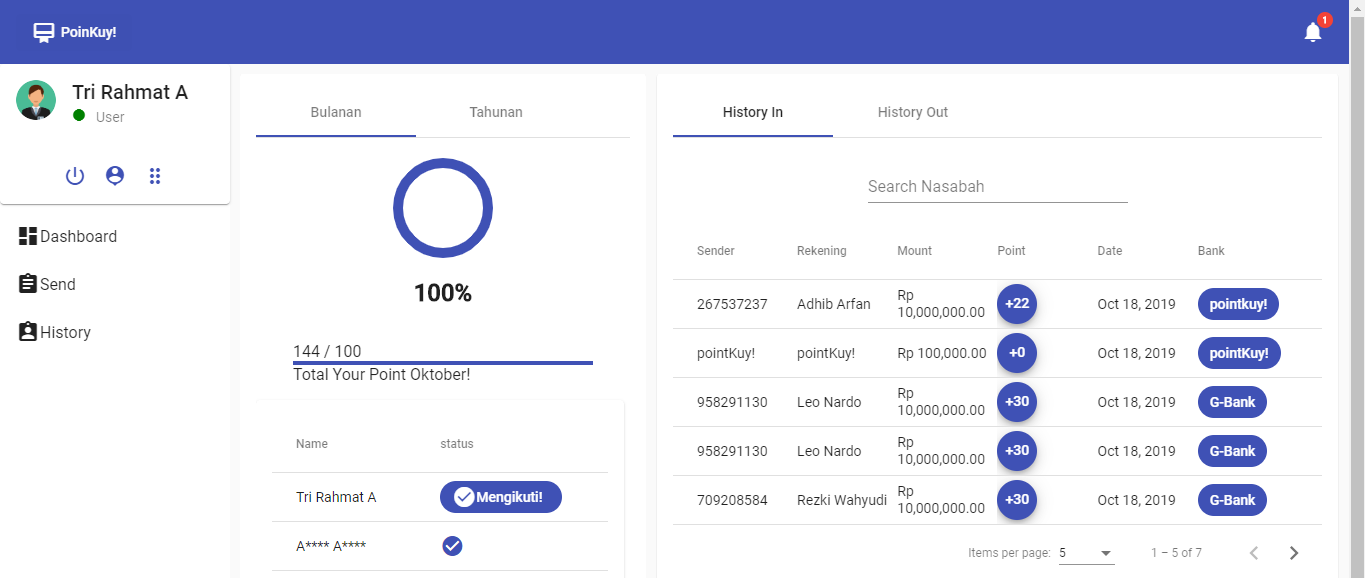 PoinKuy!
1
Tri Rahmat A
User
Dashboard
Send
History
Bulanan Tahunan
100%
144 / 100
Total Your Point Oktober!
Name status
Tri Rahmat A Mengikuti!
A**** A****
History In History Out
Search Nasabah
Sender Rekening Mount Point Date Bank
267537237 Adhib Arfan Rp 10,000,000.00 +22 Oct 18, 2019 pointkuy!
pointKuy! pointKuy! Rp 100,000.00 +0 Oct 18, 2019 pointKuy!
958291130 Leo Nardo Rp 10,000,000.00 +30 Oct 18, 2019 G-Bank
958291130 Leo Nardo Rp 10,000,000.00 +30 Oct 18, 2019 G-Bank
709208584 Rezki Wahyudi Rp 10,000,000.00 +30 Oct 18, 2019 G-Bank
Items per page: 5 1 – 5 of 7